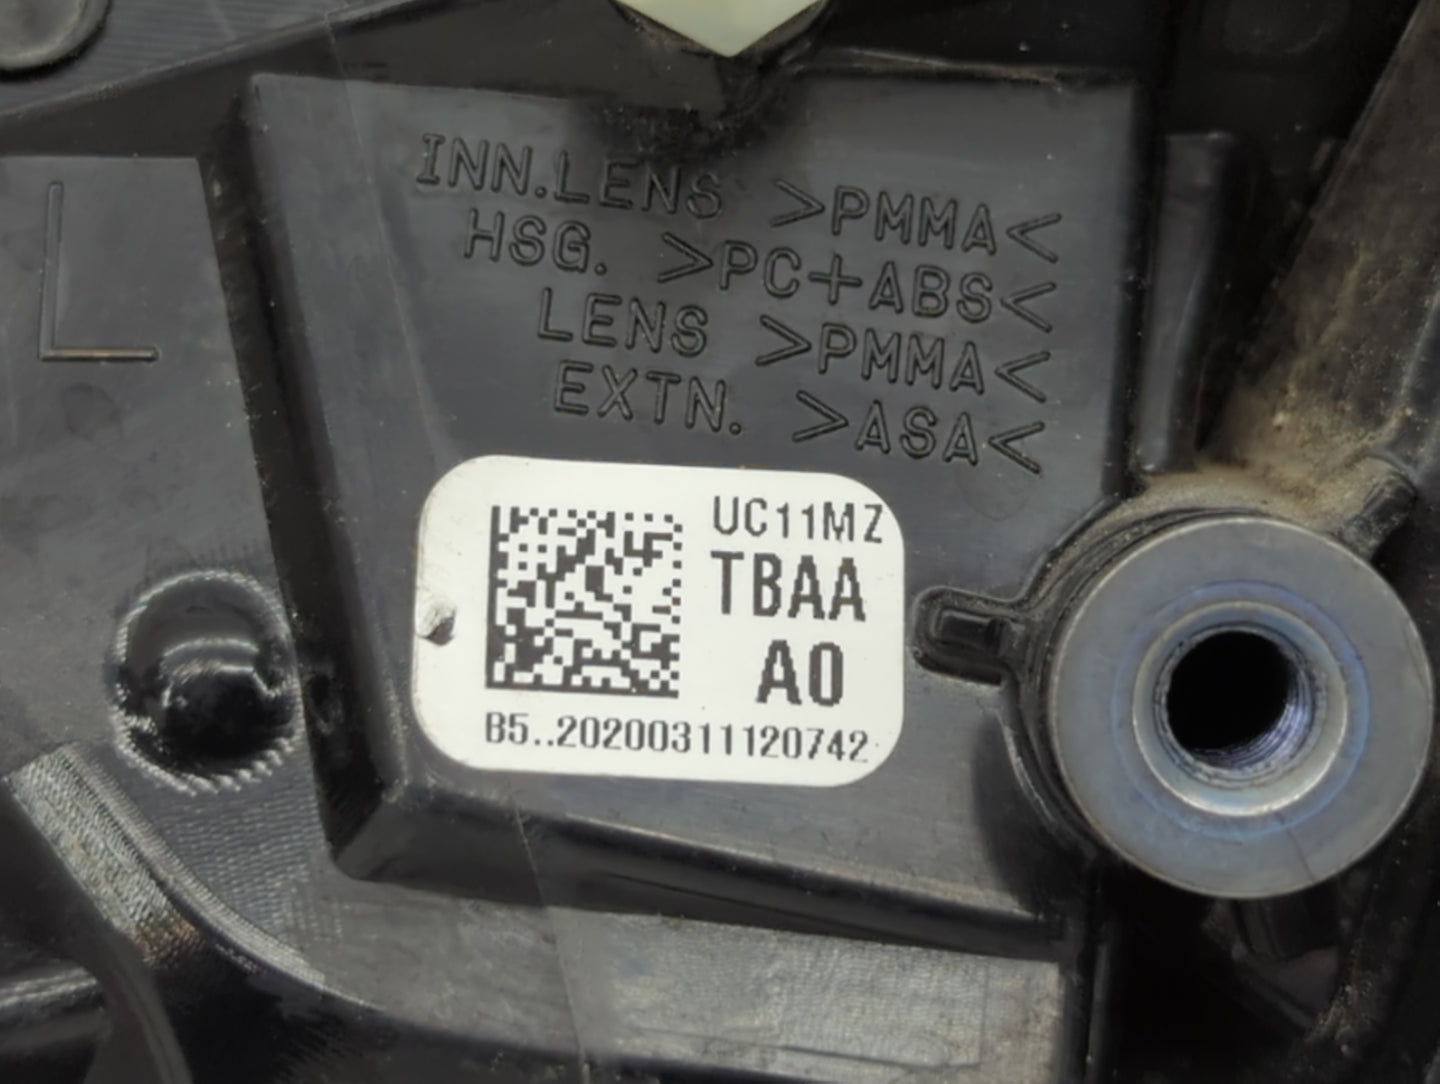 INN.LENS >PMMA<
HSG. >PC+ABS<
LENS >PMMA<
EXTN. >ASA<
L
UC11MZ
TBAA
A0
B5..20200311120742